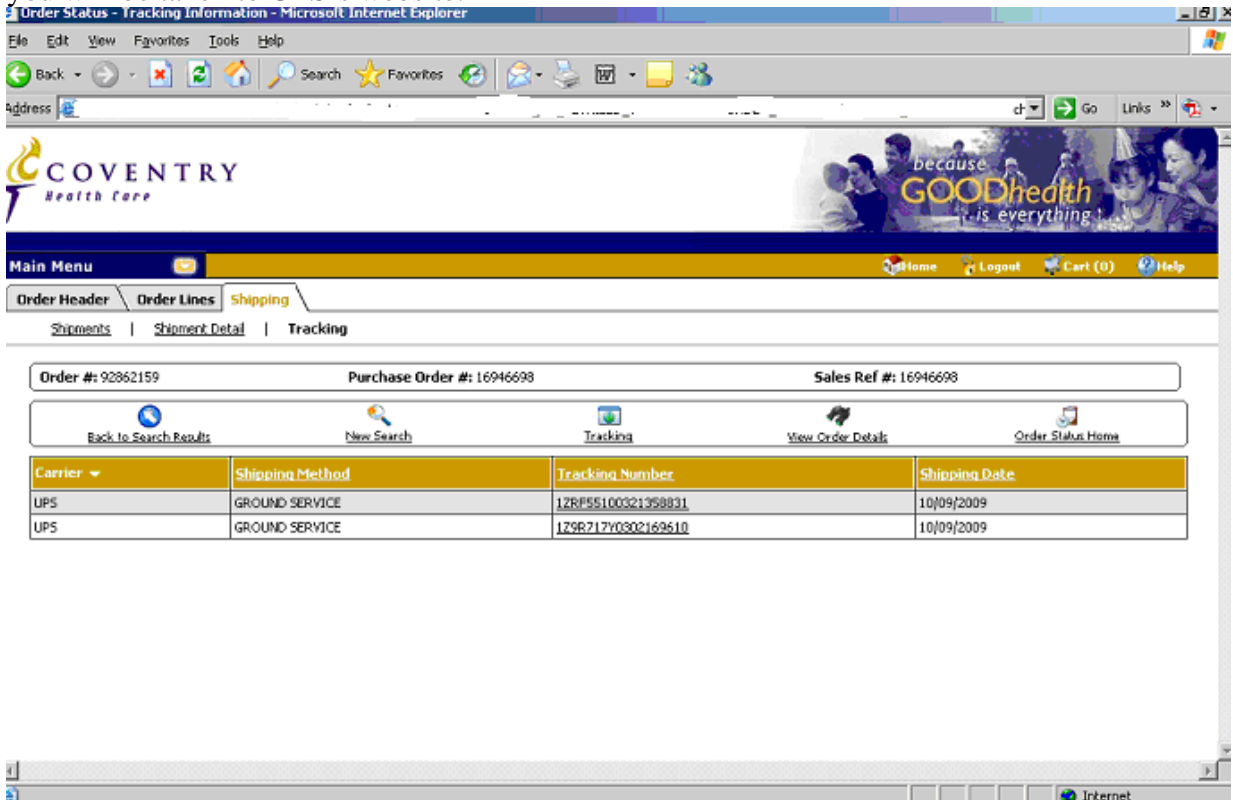 Order Status - Tracking Information - Microsoft Internet Explorer
File Edit View Favorites Tools Help
Back Search Favorites
Address Go Links »
COVENTRY
Health Care
because
GOODhealth
is everything!
Main Menu Home Logout Cart (0) Help
Order Header Order Lines Shipping
Shipments | Shipment Detail | Tracking
Order #: 92862159 Purchase Order #: 16946698 Sales Ref #: 16946698
Back to Search Results New Search Tracking View Order Details Order Status Home
Carrier Shipping Method Tracking Number Shipping Date
UPS GROUND SERVICE 1ZRF55100321358831 10/09/2009
UPS GROUND SERVICE 1Z9R717Y0302169610 10/09/2009
Internet